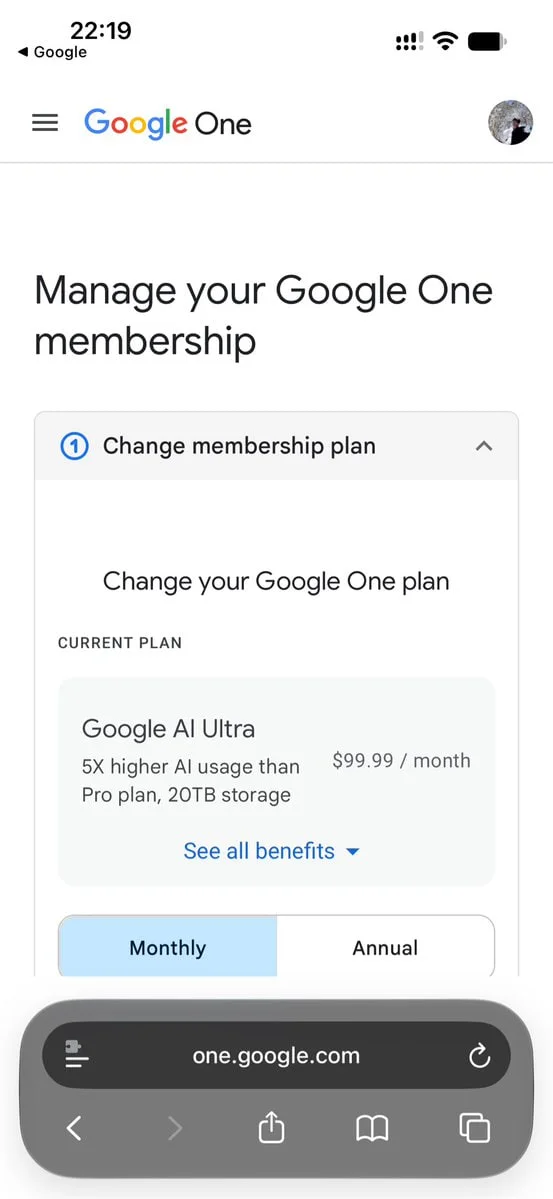 22:19
◀ Google
Google One
Manage your Google One
membership
1 Change membership plan
Change your Google One plan
CURRENT PLAN
Google AI Ultra
5X higher AI usage than
Pro plan, 20TB storage
$99.99 / month
See all benefits
Monthly
Annual
one.google.com